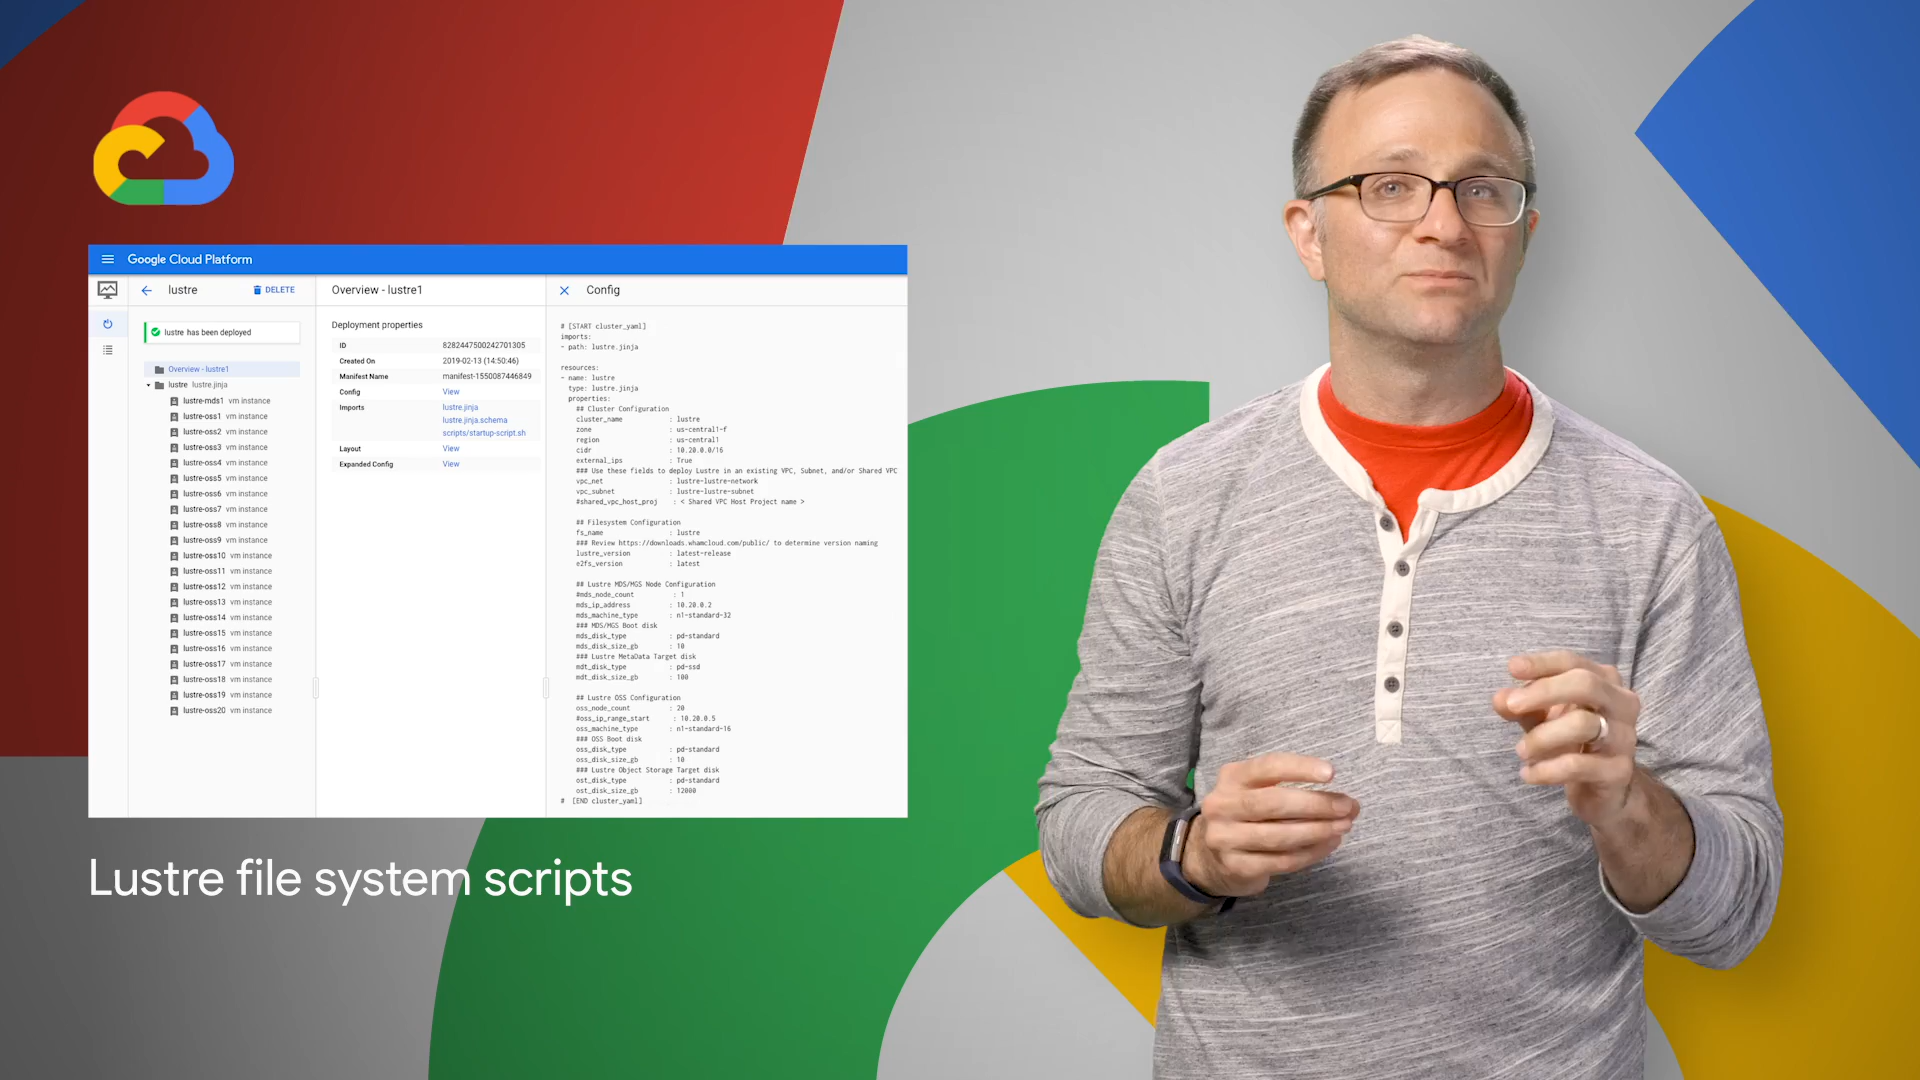 Google Cloud Platform
lustre
DELETE
lustre has been deployed
Overview - lustre1
lustre lustre.jinja
lustre-mds1 vm instance
lustre-oss1 vm instance
lustre-oss2 vm instance
lustre-oss3 vm instance
lustre-oss4 vm instance
lustre-oss5 vm instance
lustre-oss6 vm instance
lustre-oss7 vm instance
lustre-oss8 vm instance
lustre-oss9 vm instance
lustre-oss10 vm instance
lustre-oss11 vm instance
lustre-oss12 vm instance
lustre-oss13 vm instance
lustre-oss14 vm instance
lustre-oss15 vm instance
lustre-oss16 vm instance
lustre-oss17 vm instance
lustre-oss18 vm instance
lustre-oss19 vm instance
lustre-oss20 vm instance
Overview - lustre1
Deployment properties
ID 8282447500242701305
Created On 2019-02-13 (14:50:46)
Manifest Name manifest-1550087446849
Config View
Imports lustre.jinja
lustre.jinja.schema
scripts/startup-script.sh
Layout View
Expanded Config View
Config
# [START cluster_yaml]
imports:
- path: lustre.jinja
resources:
- name: lustre
type: lustre.jinja
properties:
## Cluster Configuration
cluster_name : lustre
zone : us-central1-f
region : us-central1
cidr : 10.20.0.0/16
external_ips : True
### Use these fields to deploy Lustre in an existing VPC, Subnet, and/or Shared VPC
vpc_net : lustre-lustre-network
vpc_subnet : lustre-lustre-subnet
#shared_vpc_host_proj : < Shared VPC Host Project name >
## Filesystem Configuration
fs_name : lustre
### Review https://downloads.whamcloud.com/public/ to determine version naming
lustre_version : latest-release
e2fs_version : latest
## Lustre MDS/MGS Node Configuration
#mds_node_count : 1
mds_ip_address : 10.20.0.2
mds_machine_type : n1-standard-32
### MDS/MGS Boot disk
mds_disk_type : pd-standard
mds_disk_size_gb : 10
### Lustre MetaData Target disk
mdt_disk_type : pd-ssd
mdt_disk_size_gb : 100
## Lustre OSS Configuration
oss_node_count : 20
#oss_ip_range_start : 10.20.0.5
oss_machine_type : n1-standard-16
### OSS Boot disk
oss_disk_type : pd-standard
oss_disk_size_gb : 10
### Lustre Object Storage Target disk
ost_disk_type : pd-standard
ost_disk_size_gb : 12000
# [END cluster_yaml]
Lustre file system scripts